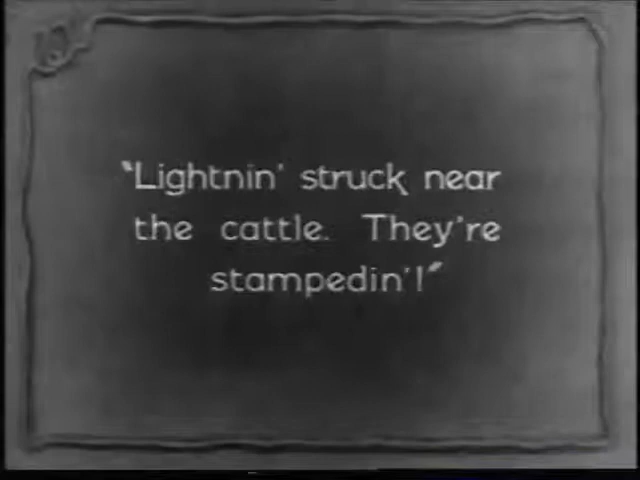 "Lightnin' struck near
the cattle. They're
stampedin'!"